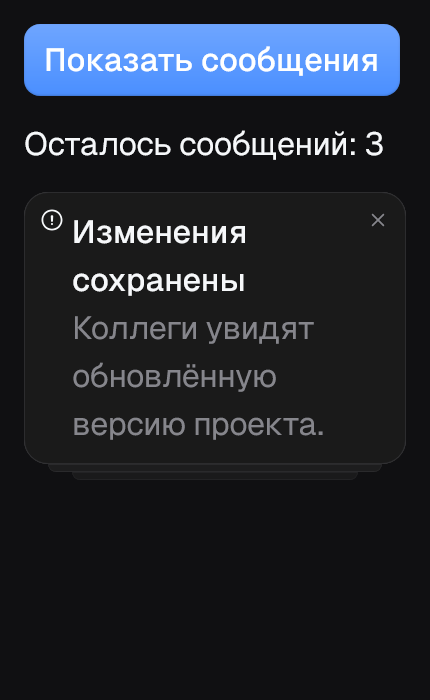 Показать сообщения
Осталось сообщений: 3
Изменения
сохранены
Коллеги увидят
обновлённую
версию проекта.